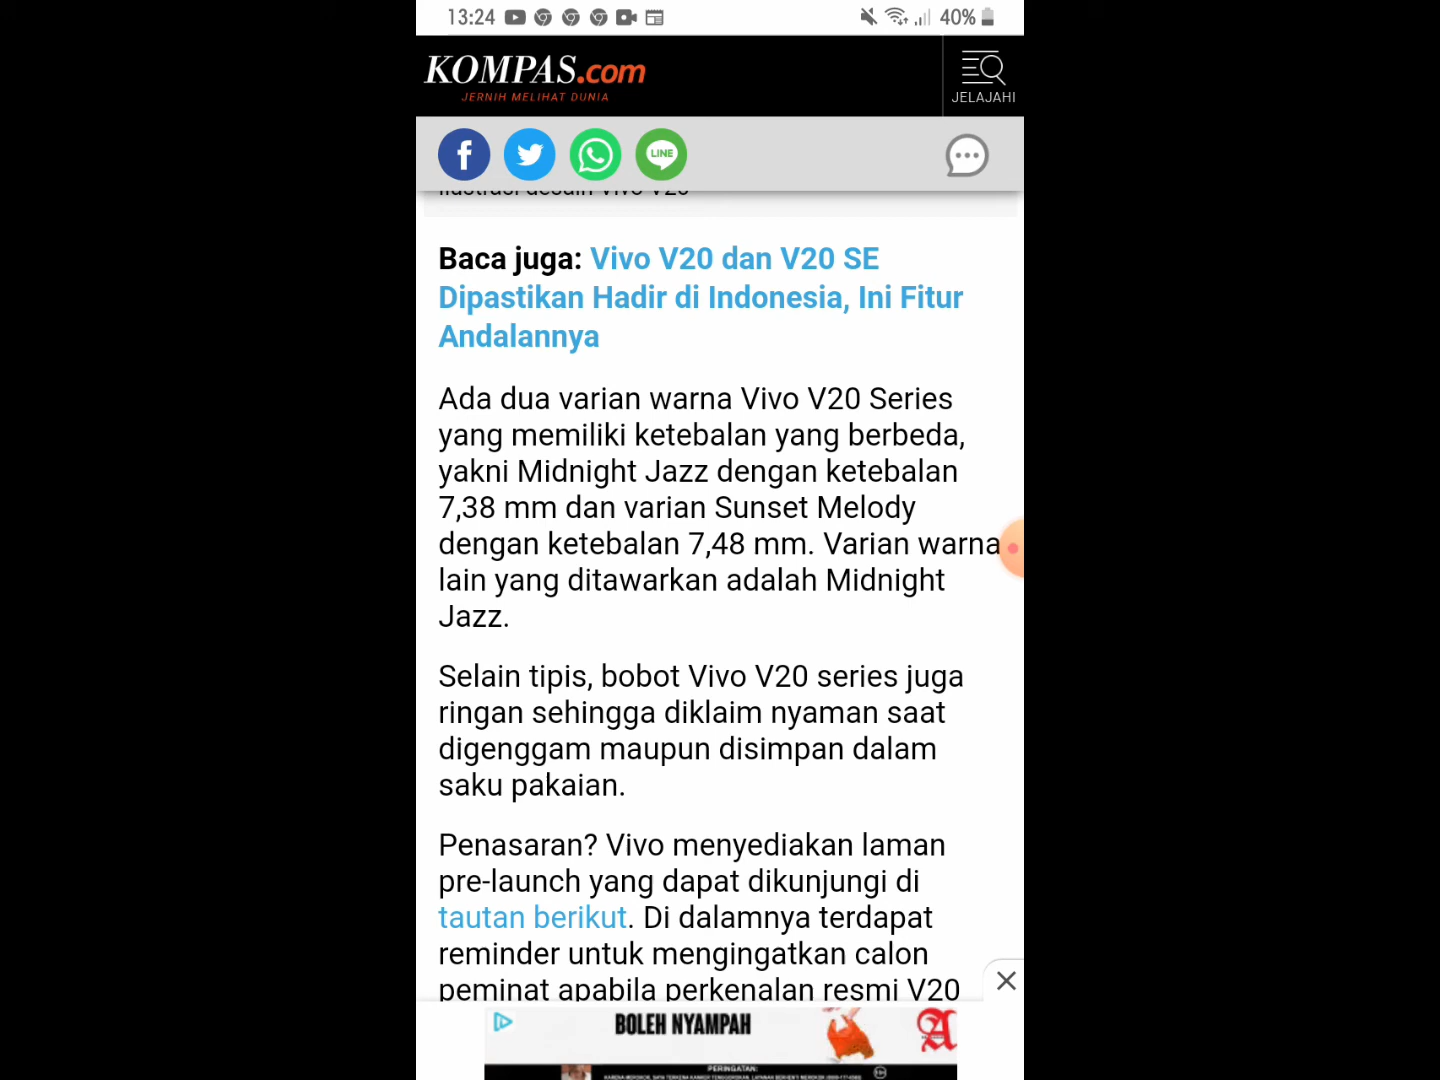 13:24
40%
KOMPAS.com
JERNIH MELIHAT DUNIA
JELAJAHI
LINE
Ilustrasi desain Vivo V20
Baca juga: Vivo V20 dan V20 SE
Dipastikan Hadir di Indonesia, Ini Fitur
Andalannya
Ada dua varian warna Vivo V20 Series
yang memiliki ketebalan yang berbeda,
yakni Midnight Jazz dengan ketebalan
7,38 mm dan varian Sunset Melody
dengan ketebalan 7,48 mm. Varian warna
lain yang ditawarkan adalah Midnight
Jazz.
Selain tipis, bobot Vivo V20 series juga
ringan sehingga diklaim nyaman saat
digenggam maupun disimpan dalam
saku pakaian.
Penasaran? Vivo menyediakan laman
pre-launch yang dapat dikunjungi di
tautan berikut. Di dalamnya terdapat
reminder untuk mengingatkan calon
peminat apabila perkenalan resmi V20
BOLEH NYAMPAH
A
PERINGATAN: